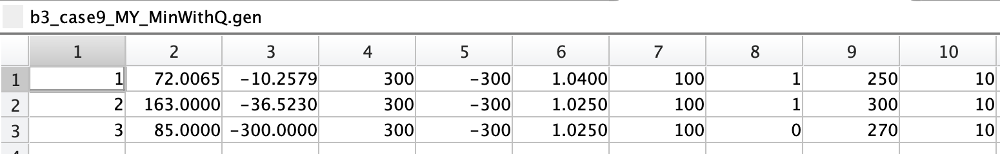 b3_case9_MY_MinWithQ.gen
1 2 3 4 5 6 7 8 9 10
1 1 72.0065 -10.2579 300 -300 1.0400 100 1 250 10
2 2 163.0000 -36.5230 300 -300 1.0250 100 1 300 10
3 3 85.0000 -300.0000 300 -300 1.0250 100 0 270 10